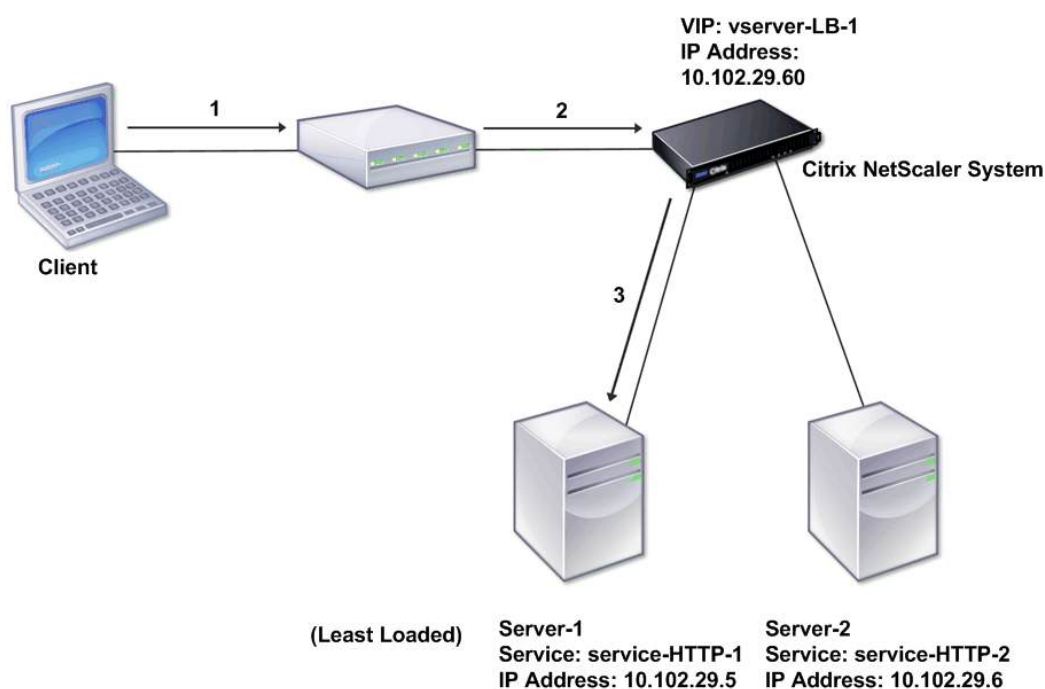 VIP: vserver-LB-1
IP Address:
10.102.29.60
1
2
Citrix NetScaler System
Client
3
(Least Loaded)
Server-1
Service: service-HTTP-1
IP Address: 10.102.29.5
Server-2
Service: service-HTTP-2
IP Address: 10.102.29.6